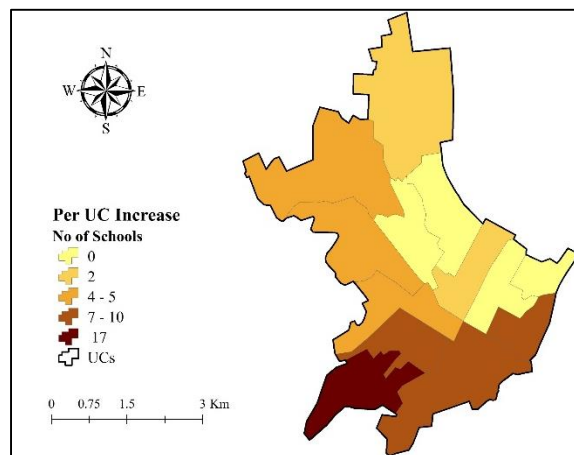 N
W E
S
Per UC Increase
No of Schools
0
2
4 - 5
7 - 10
17
UCs
0 0.75 1.5 3 Km